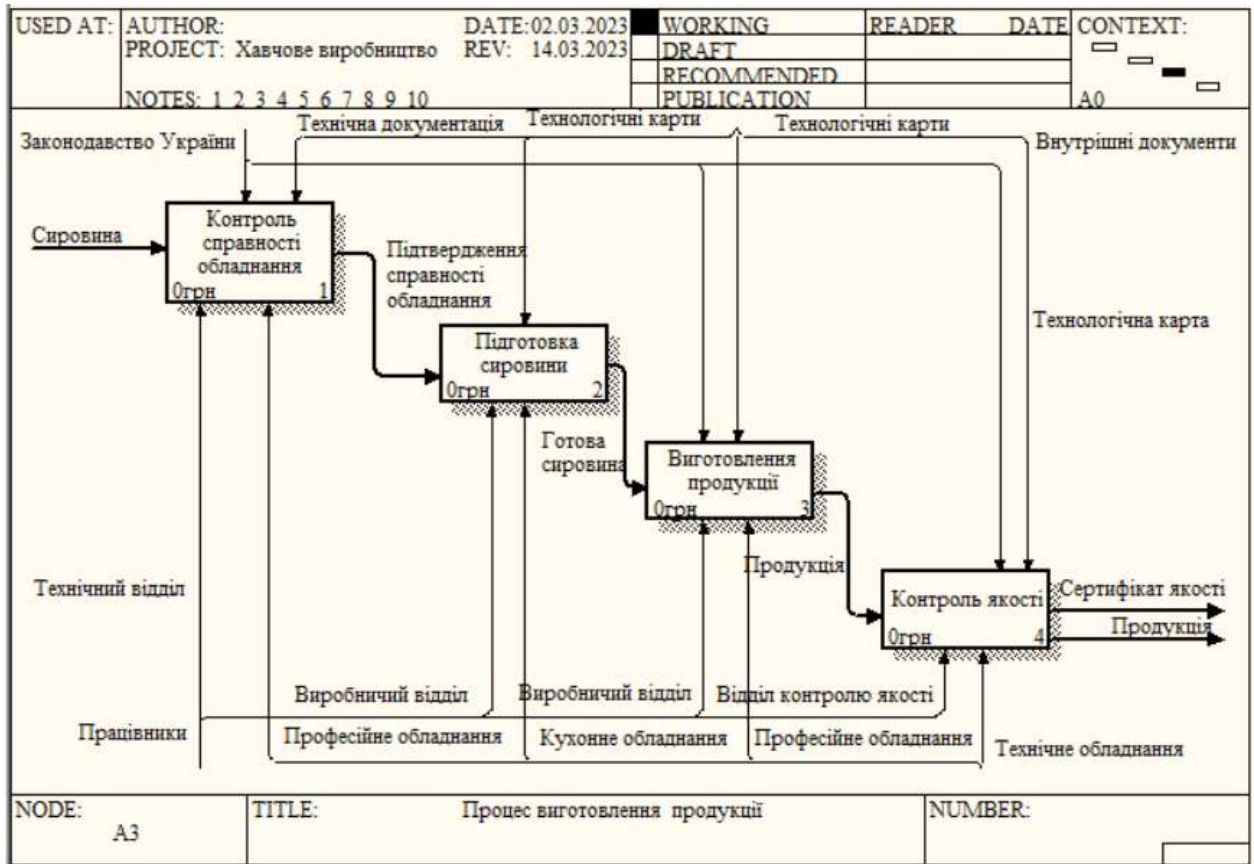 USED AT:
AUTHOR:
DATE: 02.03.2023
PROJECT: Хавчове виробництво
REV: 14.03.2023
NOTES: 1 2 3 4 5 6 7 8 9 10
WORKING
DRAFT
RECOMMENDED
PUBLICATION
READER
DATE
CONTEXT:
A0
Законодавство України
Технічна документація
Технологічні карти
Технологічні карти
Внутрішні документи
Сировина
Контроль
справності
обладнання
0грн
1
Підтвердження
справності
обладнання
Технологічна карта
Підготовка
сировини
0грн
2
Готова
сировина
Виготовлення
продукції
0грн
3
Продукція
Технічний відділ
Контроль якості
0грн
4
Сертифікат якості
Продукція
Виробничий відділ
Виробничий відділ
Відділ контролю якості
Працівники
Професійне обладнання
Кухонне обладнання
Професійне обладнання
Технічне обладнання
NODE:
A3
TITLE:
Процес виготовлення продукції
NUMBER: